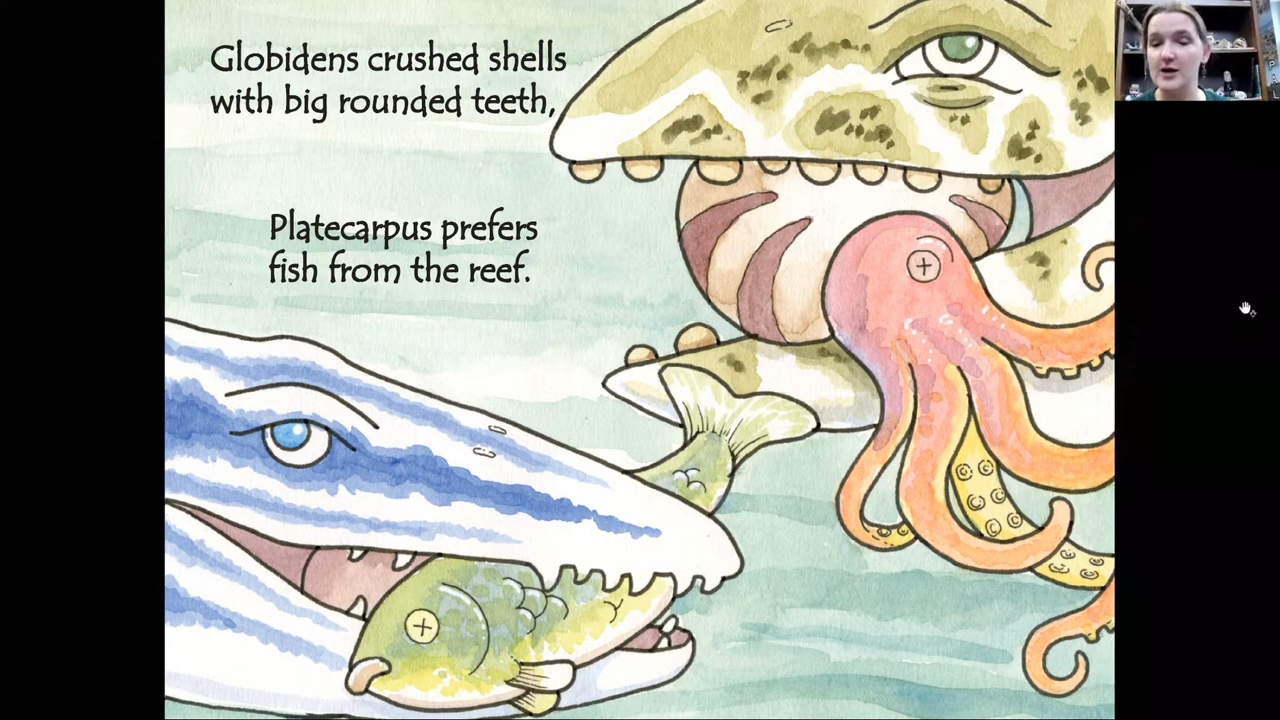 Globidens crushed shells
with big rounded teeth,
Platecarpus prefers
fish from the reef.